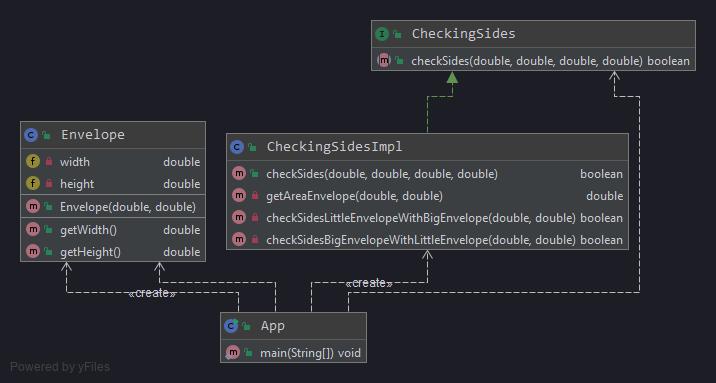 CheckingSides
checkSides(double, double, double, double) boolean
Envelope
width double
height double
Envelope(double, double)
getWidth() double
getHeight() double
CheckingSidesImpl
checkSides(double, double, double, double) boolean
getAreaEnvelope(double, double) double
checkSidesLittleEnvelopeWithBigEnvelope(double, double) boolean
checkSidesBigEnvelopeWithLittleEnvelope(double, double) boolean
«create»
«create»
App
main(String[]) void
Powered by yFiles